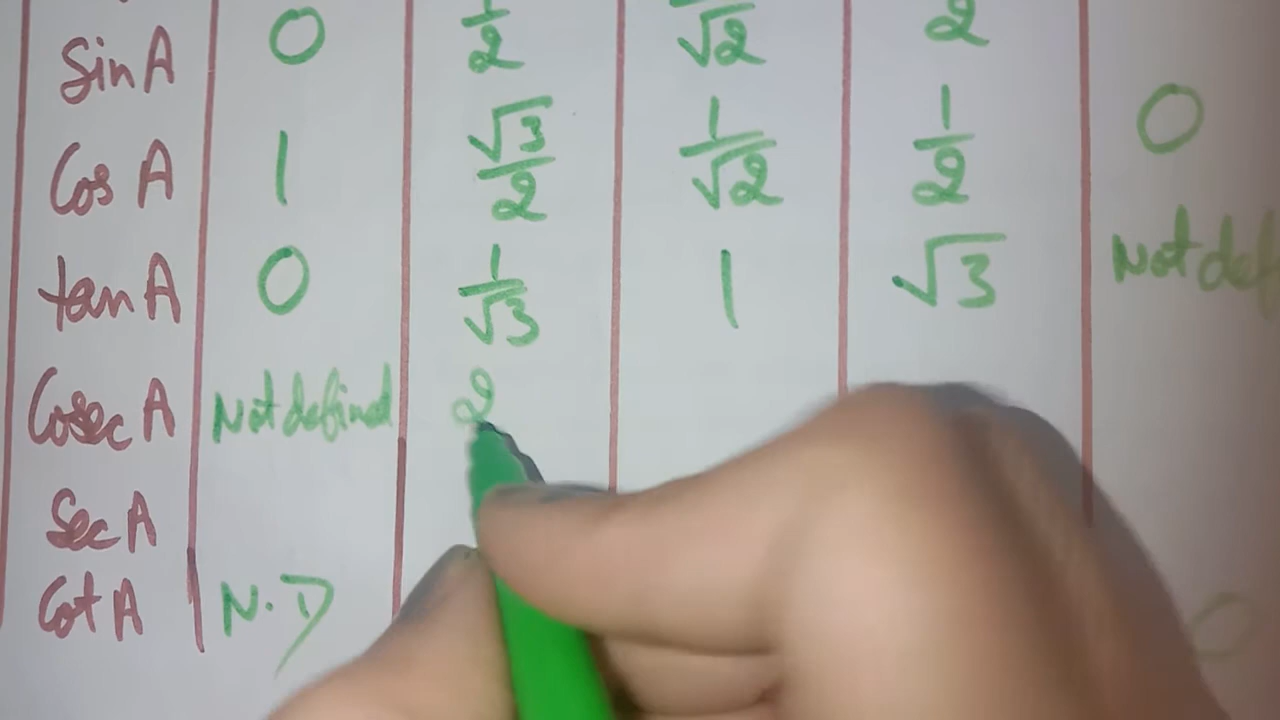 sin A 0 1/2 1/√2 2
Cos A 1 √3/2 1/√2 1/2 0
tan A 0 1/√3 1 √3 Not def
Cosec A Not defined 2
Sec A
Cot A N.D 0